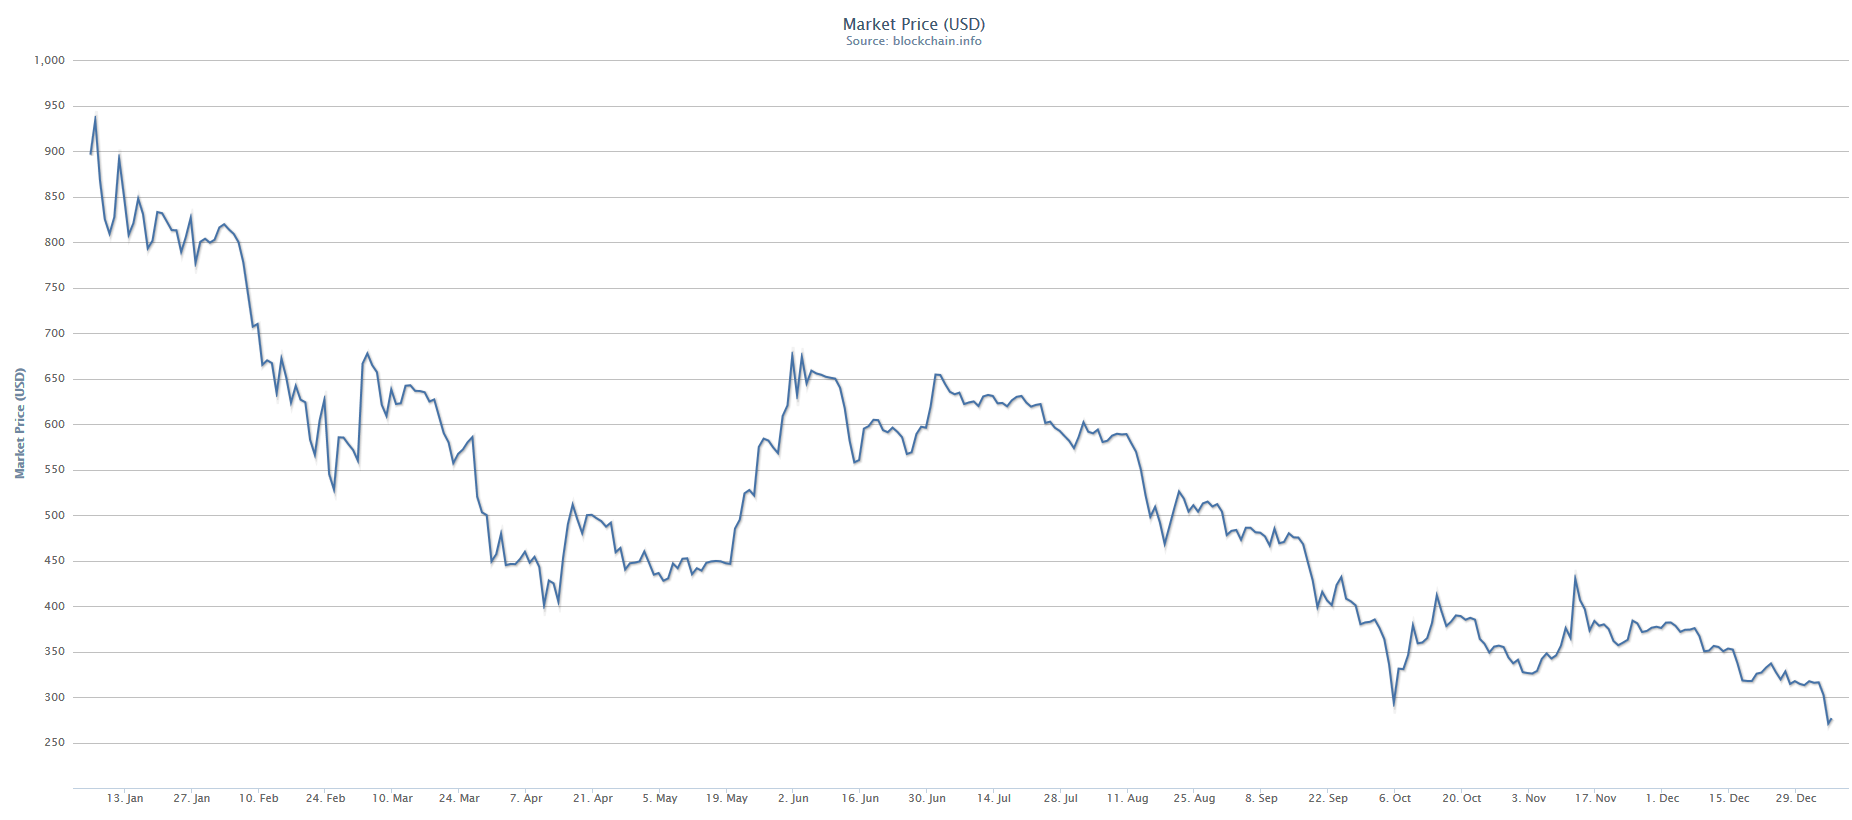 Market Price (USD)
Source: blockchain.info
1,000
950
900
850
800
750
700
650
600
550
500
450
400
350
300
250
Market Price (USD)
13. Jan
27. Jan
10. Feb
24. Feb
10. Mar
24. Mar
7. Apr
21. Apr
5. May
19. May
2. Jun
16. Jun
30. Jun
14. Jul
28. Jul
11. Aug
25. Aug
8. Sep
22. Sep
6. Oct
20. Oct
3. Nov
17. Nov
1. Dec
15. Dec
29. Dec